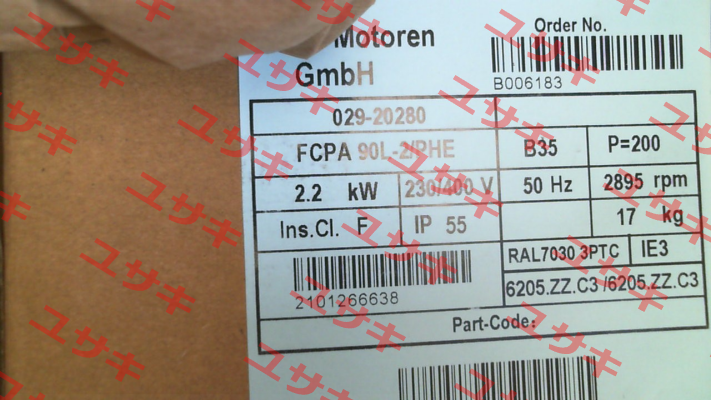 Motoren
GmbH
Order No.
B006183
029-20280
FCPA 90L-2/PHE B35 P=200
2.2 kW 230/400 V 50 Hz 2895 rpm
Ins.Cl. F IP 55 17 kg
RAL7030 3PTC IE3
2101266638
6205.ZZ.C3 /6205.ZZ.C3
Part-Code:
ユサキ